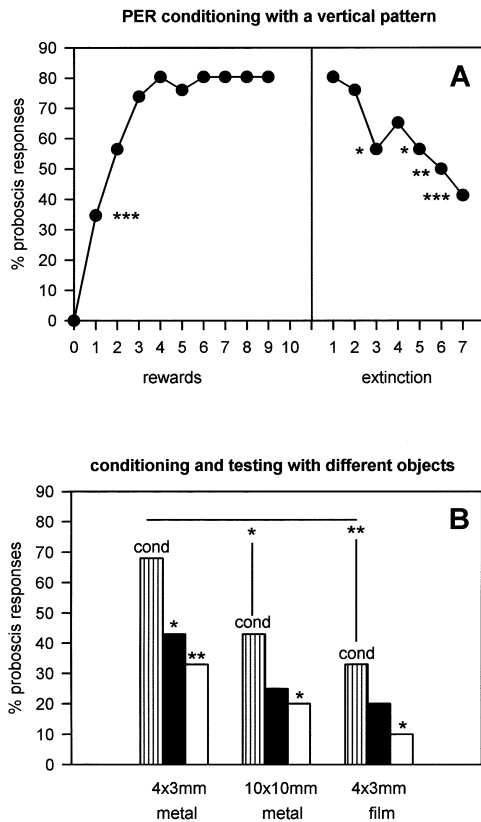 PER conditioning with a vertical pattern
A
% proboscis responses
90
80
70
60
50
40
30
20
10
0
***
*
*
**
***
0 1 2 3 4 5 6 7 8 9 10 1 2 3 4 5 6 7
rewards extinction
conditioning and testing with different objects
B
% proboscis responses
90
80
70
60
50
40
30
20
10
0
* **
cond
* cond
** cond
*
*
4x3mm 10x10mm 4x3mm
metal metal film